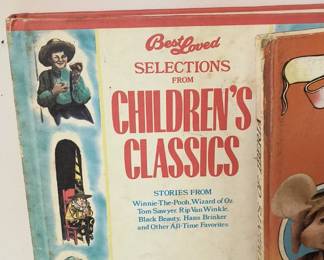 Best Loved
SELECTIONS
FROM
CHILDREN'S
CLASSICS
STORIES FROM
Winnie-The-Pooh, Wizard of Oz
Tom Sawyer, Rip Van Winkle,
Black Beauty, Hans Brinker
and Other All-Time Favorites